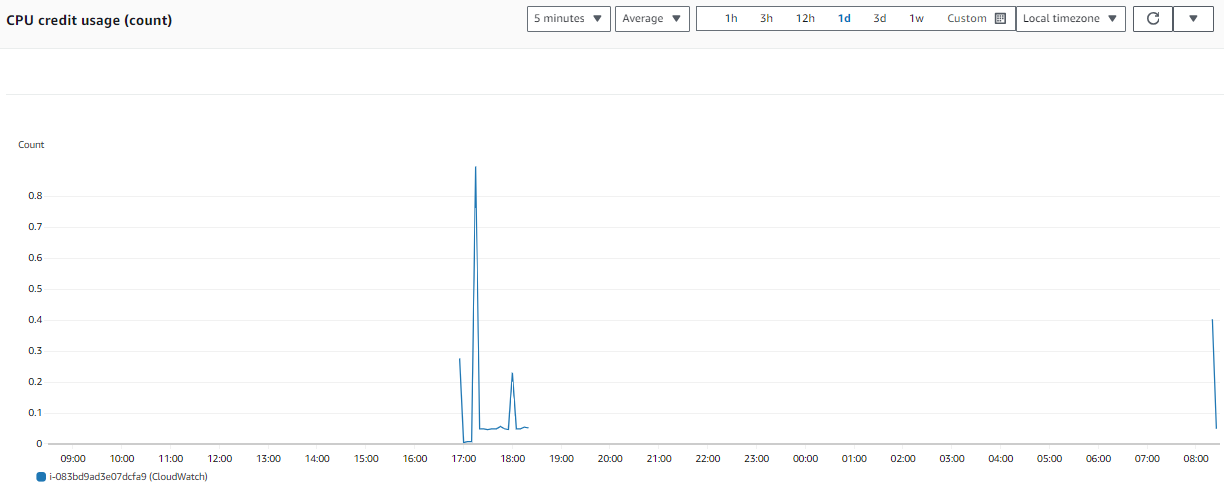 CPU credit usage (count)
5 minutes
Average
1h 3h 12h 1d 3d 1w Custom
Local timezone
Count
0.8
0.7
0.6
0.5
0.4
0.3
0.2
0.1
0
09:00 10:00 11:00 12:00 13:00 14:00 15:00 16:00 17:00 18:00 19:00 20:00 21:00 22:00 23:00 00:00 01:00 02:00 03:00 04:00 05:00 06:00 07:00 08:00
i-083bd9ad3e07dcfa9 (CloudWatch)